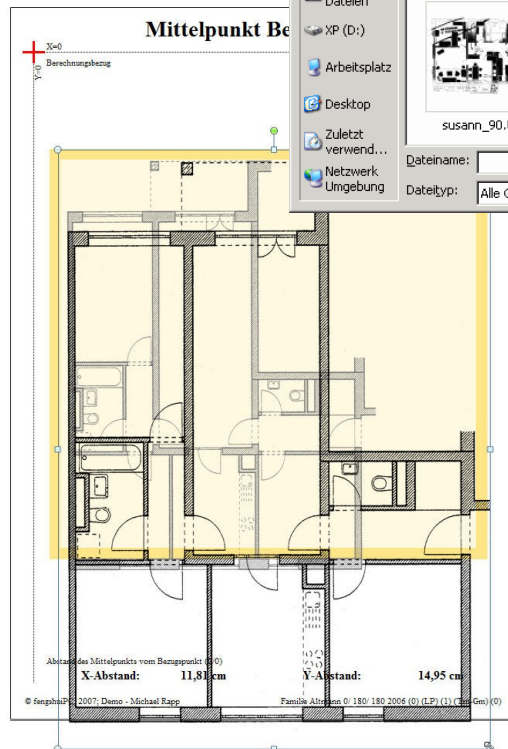 Mittelpunkt Be
X=0
Y=0
Berechnungsbezug
Dateien
XP (D:)
Arbeitsplatz
Desktop
Zuletzt
verwend...
Netzwerk
Umgebung
susann_90.
Dateiname:
Dateityp:
Alle
Abstand des Mittelpunkts vom Bezugspunkt (0/0)
X-Abstand: 11,81 cm Y-Abstand: 14,95 cm
© fengshuiP 2007; Demo - Michael Rapp Familie Altmann 0/ 180/ 180 2006 (0) (LP) (1) (0)